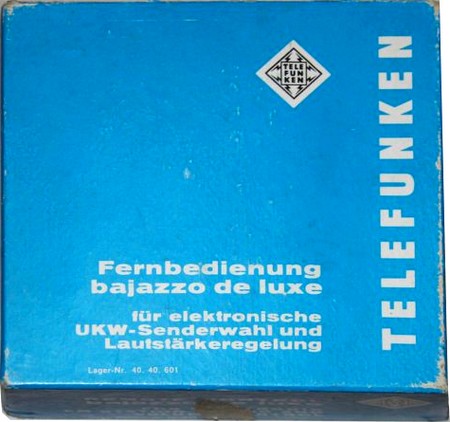 TELE
FUN
KEN
TELEFUNKEN
Fernbedienung
bajazzo de luxe
für elektronische
UKW-Senderwahl und
Lautstärkeregelung
Lager-Nr. 40. 40. 601